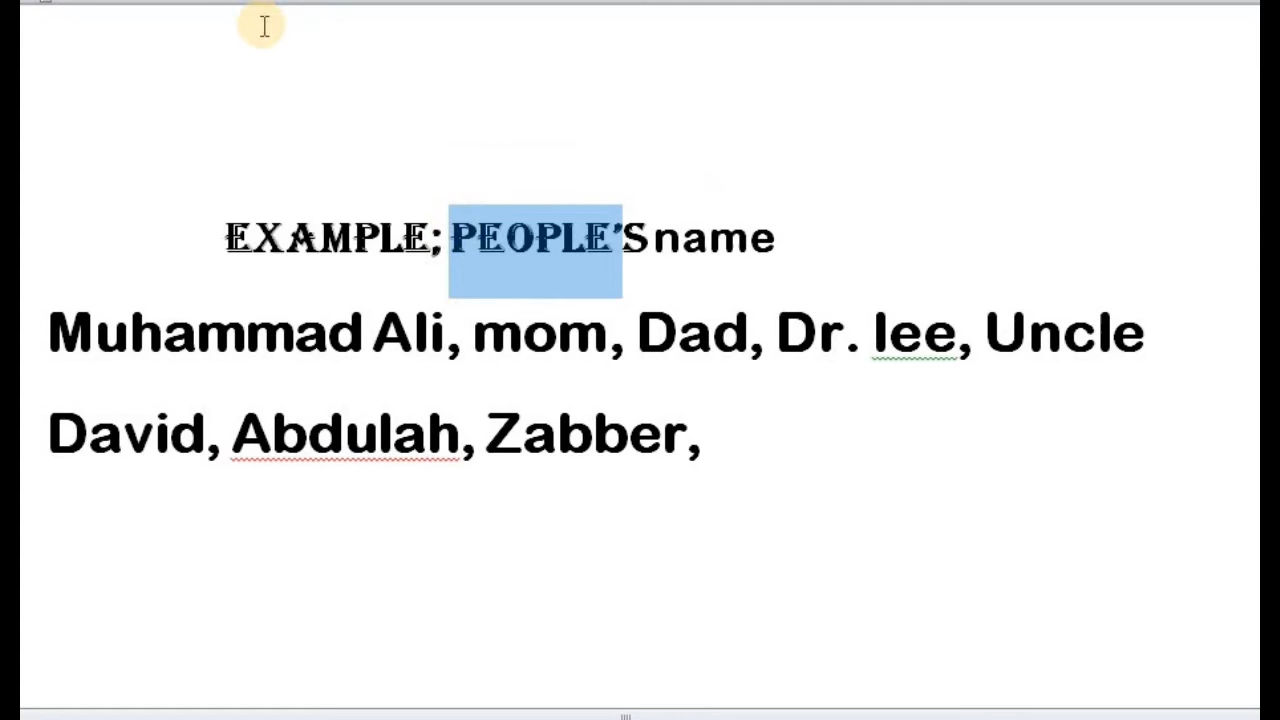 EXAMPLE; PEOPLE'S name
Muhammad Ali, mom, Dad, Dr. lee, Uncle
David, Abdulah, Zabber,